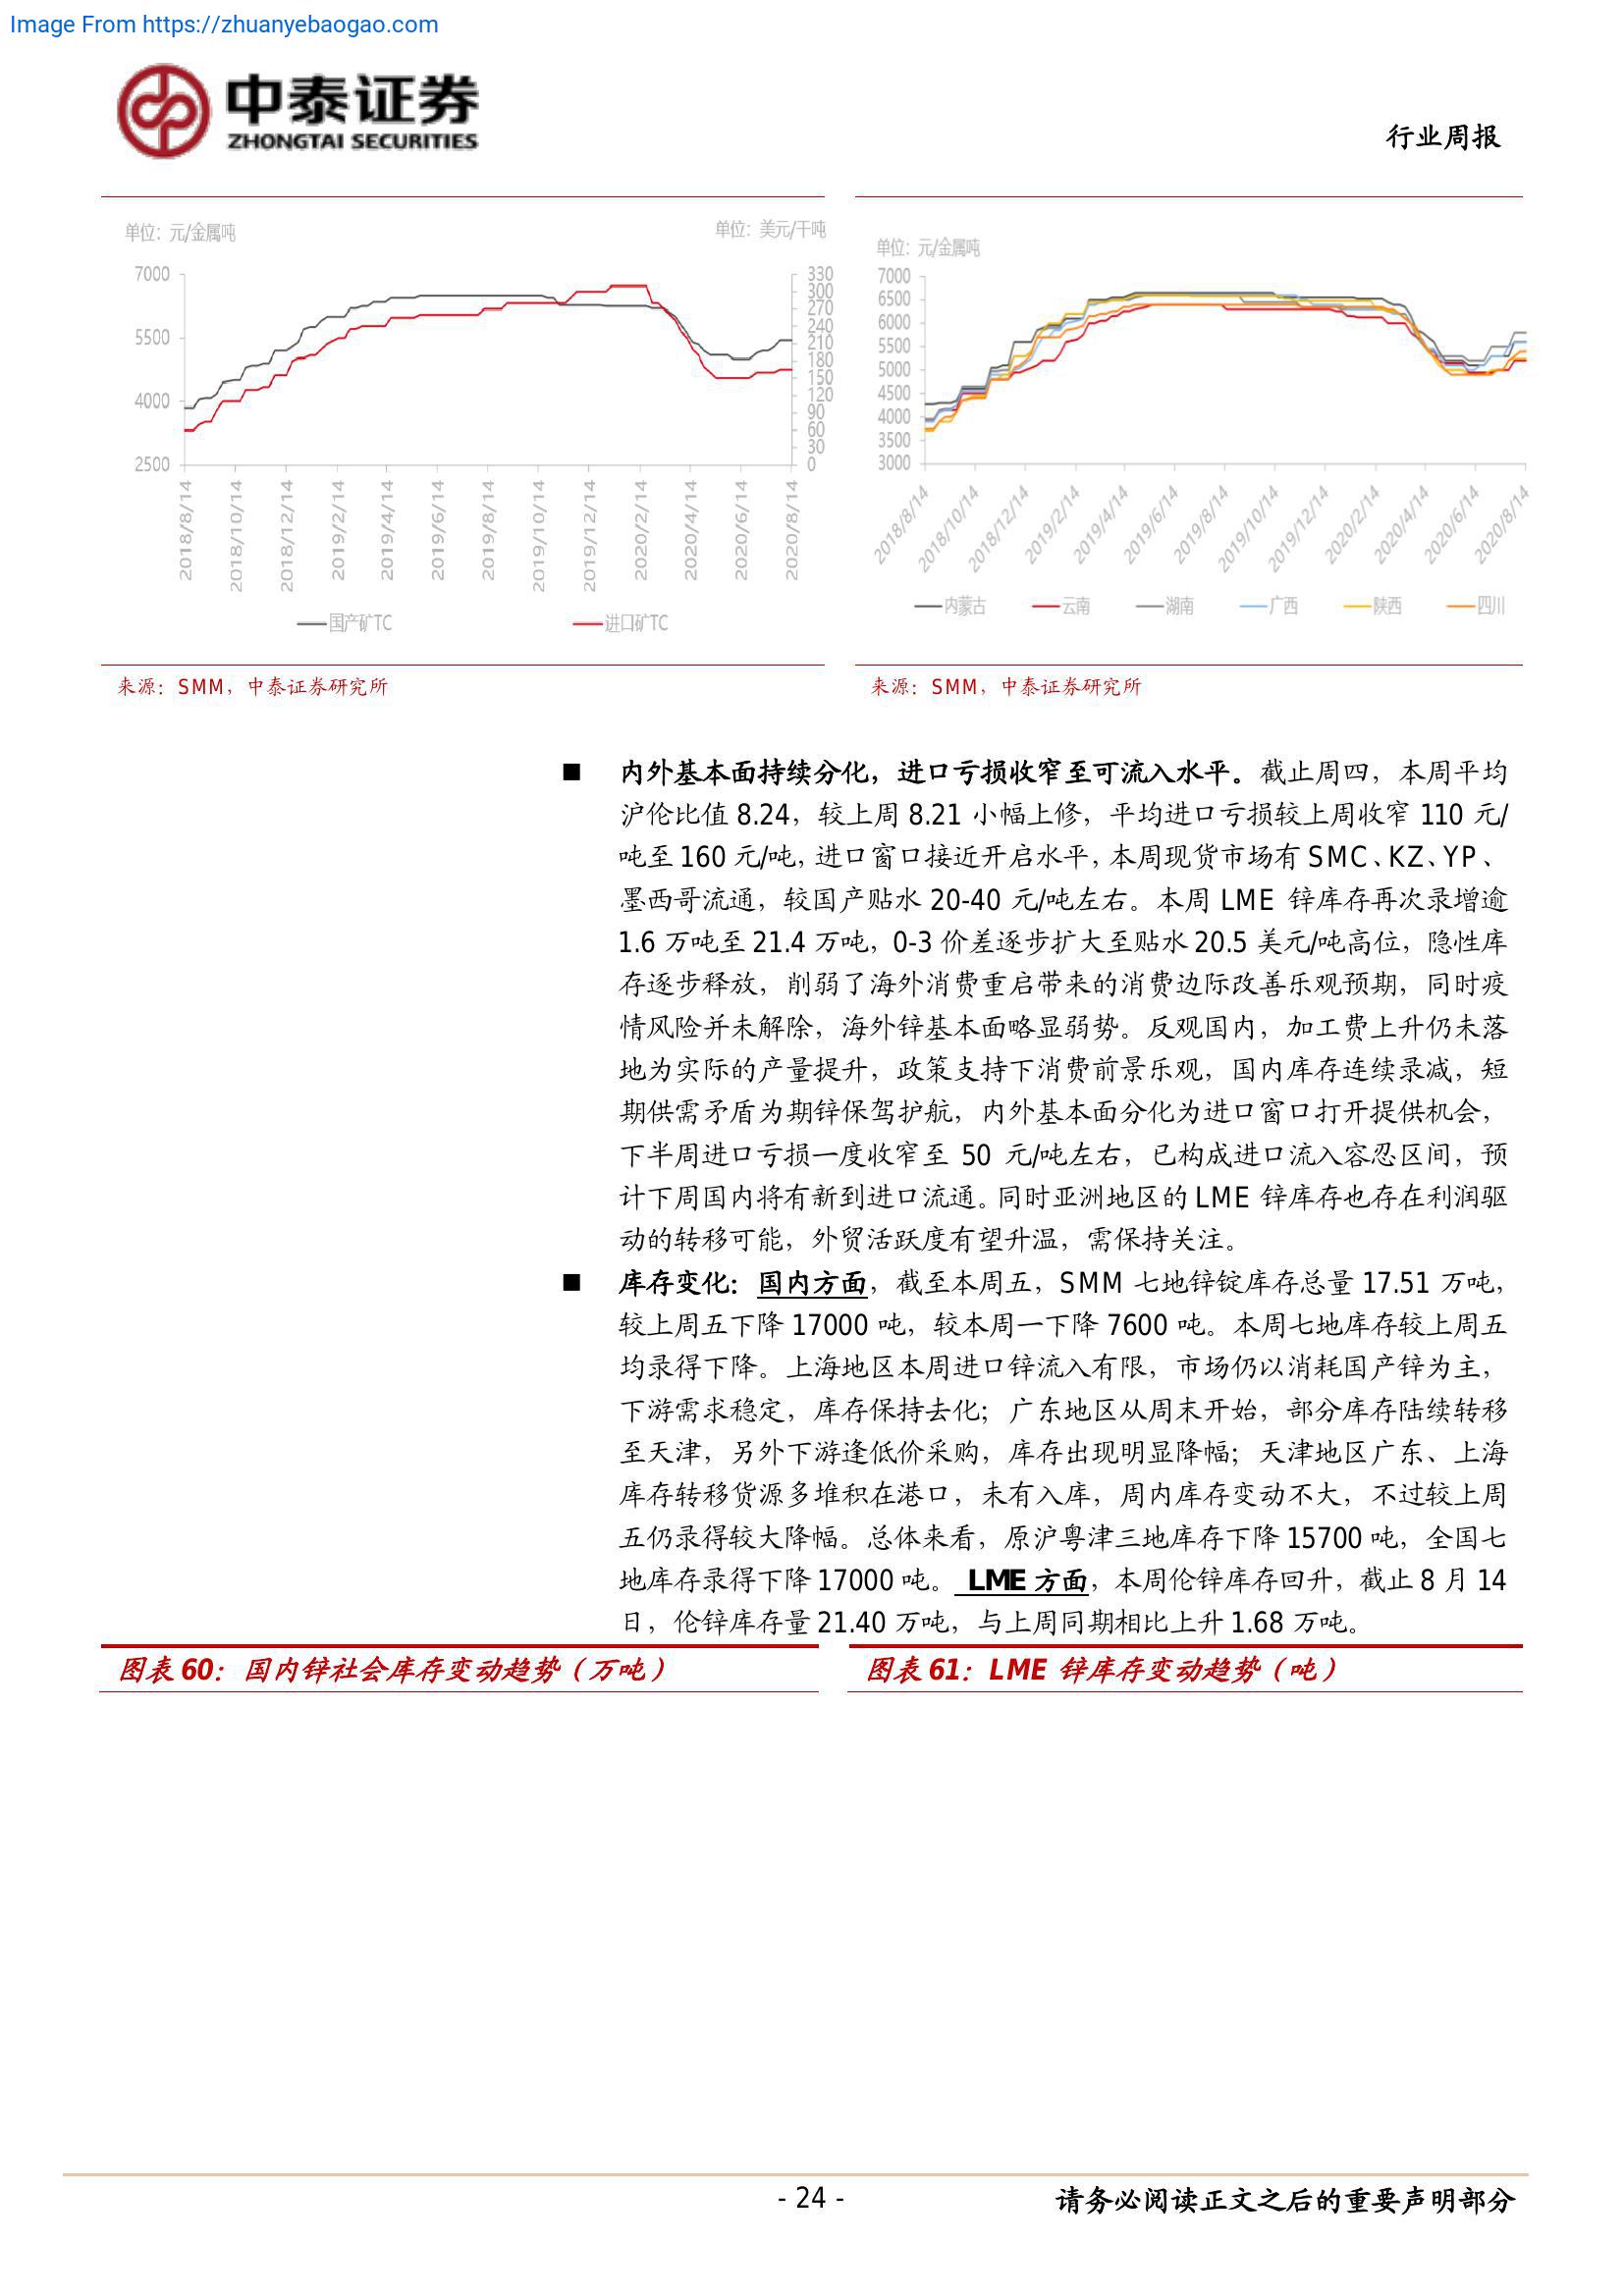 Image From https://zhuanyebaogao.com
中泰证券
ZHONGTAI SECURITIES
行业周报
单位：元/金属吨
单位：美元/干吨
7000
5500
4000
2500
330
300
270
240
210
180
150
120
90
60
30
0
2018/8/14
2018/10/14
2018/12/14
2019/2/14
2019/4/14
2019/6/14
2019/8/14
2019/10/14
2019/12/14
2020/2/14
2020/4/14
2020/6/14
2020/8/14
国产矿TC 进口矿TC
单位：元/金属吨
7000
6500
6000
5500
5000
4500
4000
3500
3000
2018/8/14
2018/10/14
2018/12/14
2019/2/14
2019/4/14
2019/6/14
2019/8/14
2019/10/14
2019/12/14
2020/2/14
2020/4/14
2020/6/14
2020/8/14
内蒙古 云南 湖南 广西 陕西 四川
来源：SMM，中泰证券研究所
来源：SMM，中泰证券研究所
■ 内外基本面持续分化，进口亏损收窄至可流入水平。截止周四，本周平均
沪伦比值 8.24，较上周 8.21 小幅上修，平均进口亏损较上周收窄 110 元/
吨至 160 元/吨，进口窗口接近开启水平，本周现货市场有 SMC、KZ、YP、
墨西哥流通，较国产贴水 20-40 元/吨左右。本周 LME 锌库存再次录增逾
1.6 万吨至 21.4 万吨，0-3 价差逐步扩大至贴水 20.5 美元/吨高位，隐性库
存逐步释放，削弱了海外消费重启带来的消费边际改善乐观预期，同时疫
情风险并未解除，海外锌基本面略显弱势。反观国内，加工费上升仍未落
地为实际的产量提升，政策支持下消费前景乐观，国内库存连续录减，短
期供需矛盾为期锌保驾护航，内外基本面分化为进口窗口打开提供机会，
下半周进口亏损一度收窄至 50 元/吨左右，已构成进口流入容忍区间，预
计下周国内将有新到进口流通。同时亚洲地区的 LME 锌库存也存在利润驱
动的转移可能，外贸活跃度有望升温，需保持关注。
■ 库存变化：国内方面，截至本周五，SMM 七地锌锭库存总量 17.51 万吨，
较上周五下降 17000 吨，较本周一下降 7600 吨。本周七地库存较上周五
均录得下降。上海地区本周进口锌流入有限，市场仍以消耗国产锌为主，
下游需求稳定，库存保持去化；广东地区从周末开始，部分库存陆续转移
至天津，另外下游逢低价采购，库存出现明显降幅；天津地区广东、上海
库存转移货源多堆积在港口，未有入库，周内库存变动不大，不过较上周
五仍录得较大降幅。总体来看，原沪粤津三地库存下降 15700 吨，全国七
地库存录得下降 17000 吨。 LME 方面，本周伦锌库存回升，截止 8 月 14
日，伦锌库存量 21.40 万吨，与上周同期相比上升 1.68 万吨。
图表 60：国内锌社会库存变动趋势（万吨）
图表 61：LME 锌库存变动趋势（吨）
- 24 -
请务必阅读正文之后的重要声明部分